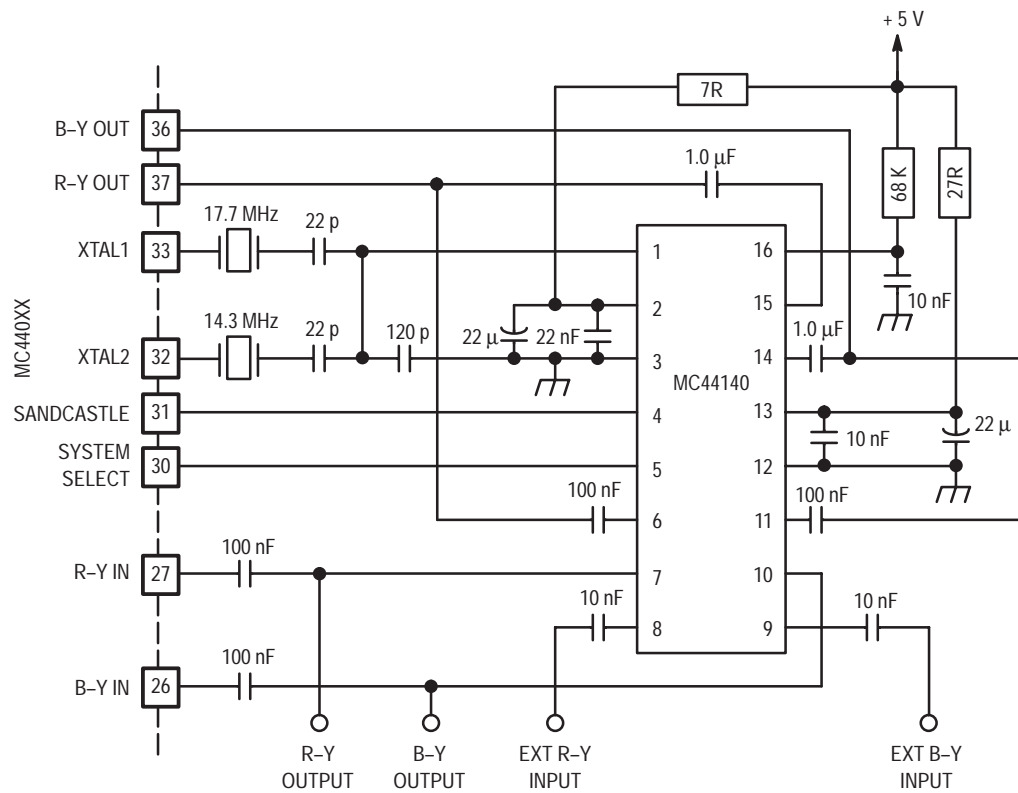 + 5 V
7R
B–Y OUT
36
1.0 µF
R–Y OUT
37
68 K
27R
17.7 MHz
22 p
XTAL1
33
1
16
10 nF
2
15
MC440XX
14.3 MHz
22 p
120 p
22 µ
22 nF
1.0 µF
XTAL2
32
3
14
MC44140
SANDCASTLE
31
4
13
10 nF
22 µ
SYSTEM
SELECT
30
5
12
100 nF
100 nF
6
11
100 nF
R–Y IN
27
7
10
10 nF
10 nF
8
9
100 nF
B–Y IN
26
R–Y
OUTPUT
B–Y
OUTPUT
EXT R–Y
INPUT
EXT B–Y
INPUT